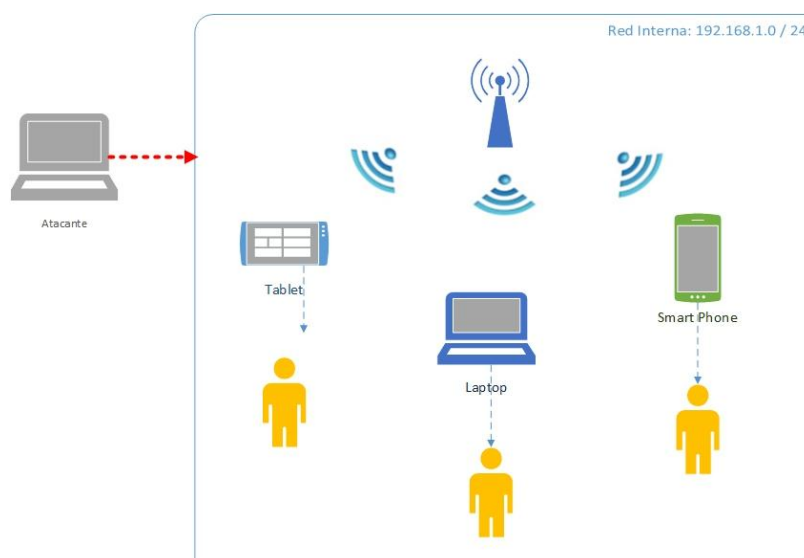 Red Interna: 192.168.1.0 / 24
Atacante
Tablet
Smart Phone
Laptop